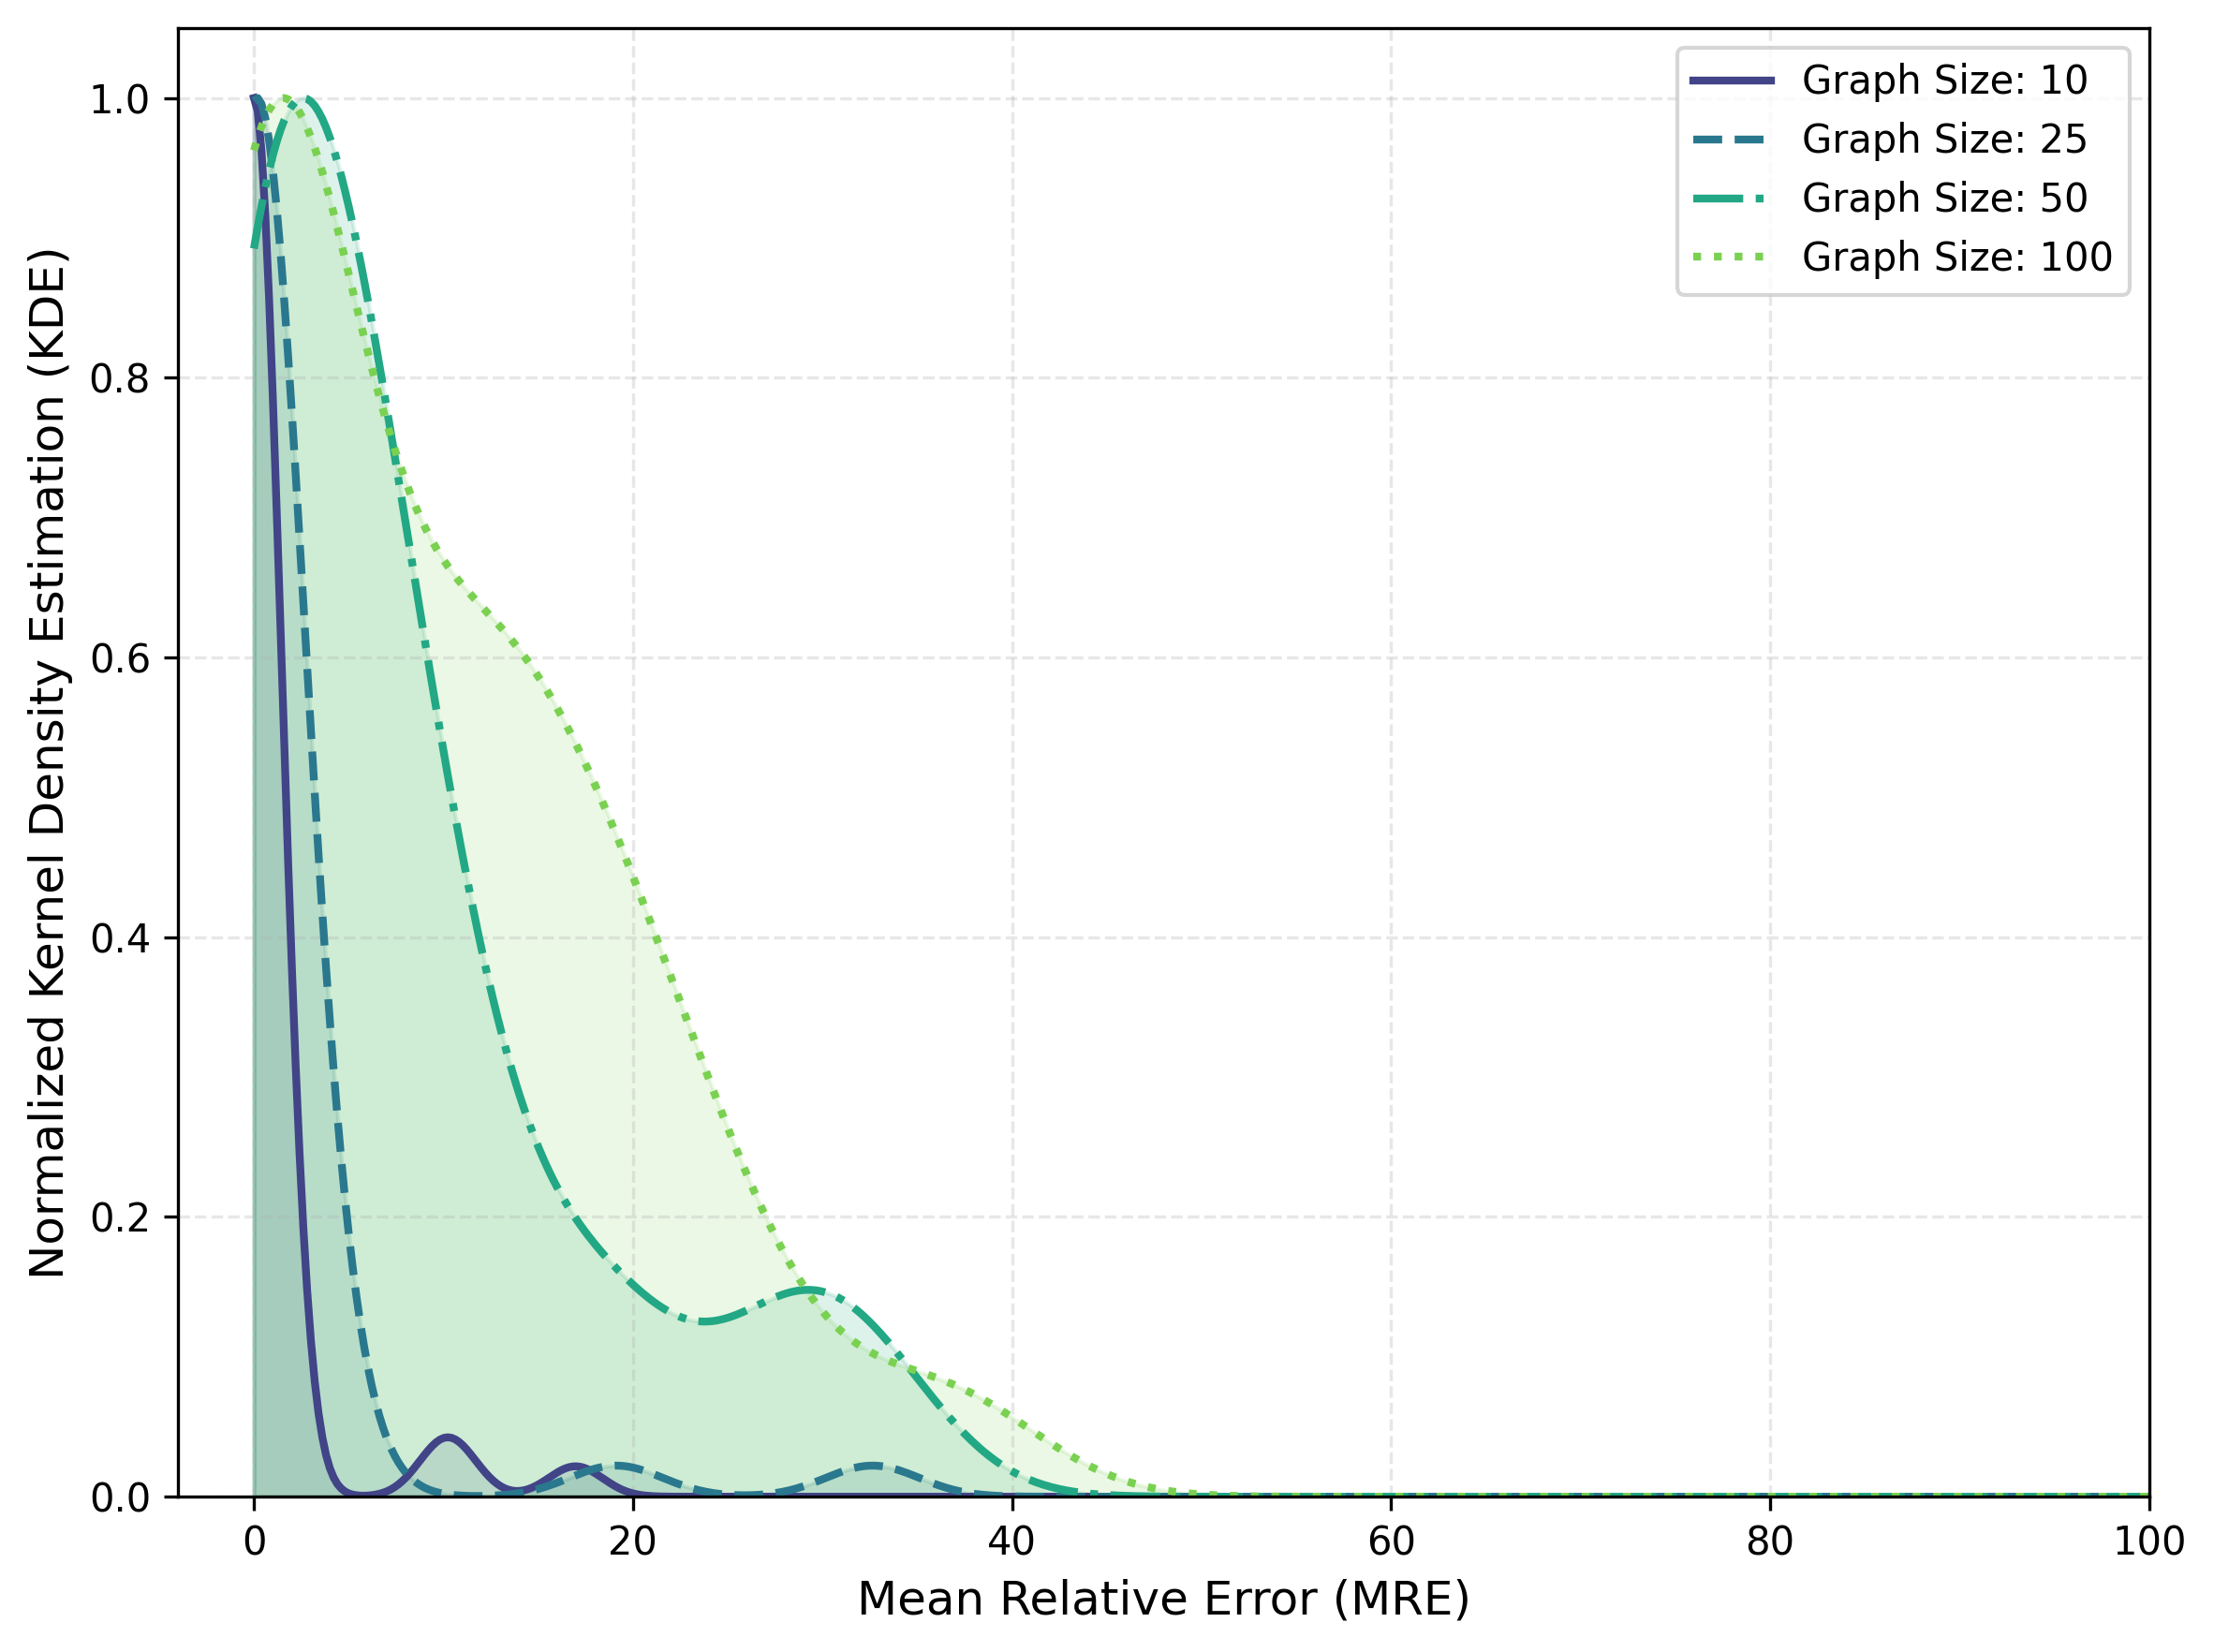 Graph Size: 10
Graph Size: 25
Graph Size: 50
Graph Size: 100
Normalized Kernel Density Estimation (KDE)
1.0
0.8
0.6
0.4
0.2
0.0
0 20 40 60 80 100
Mean Relative Error (MRE)